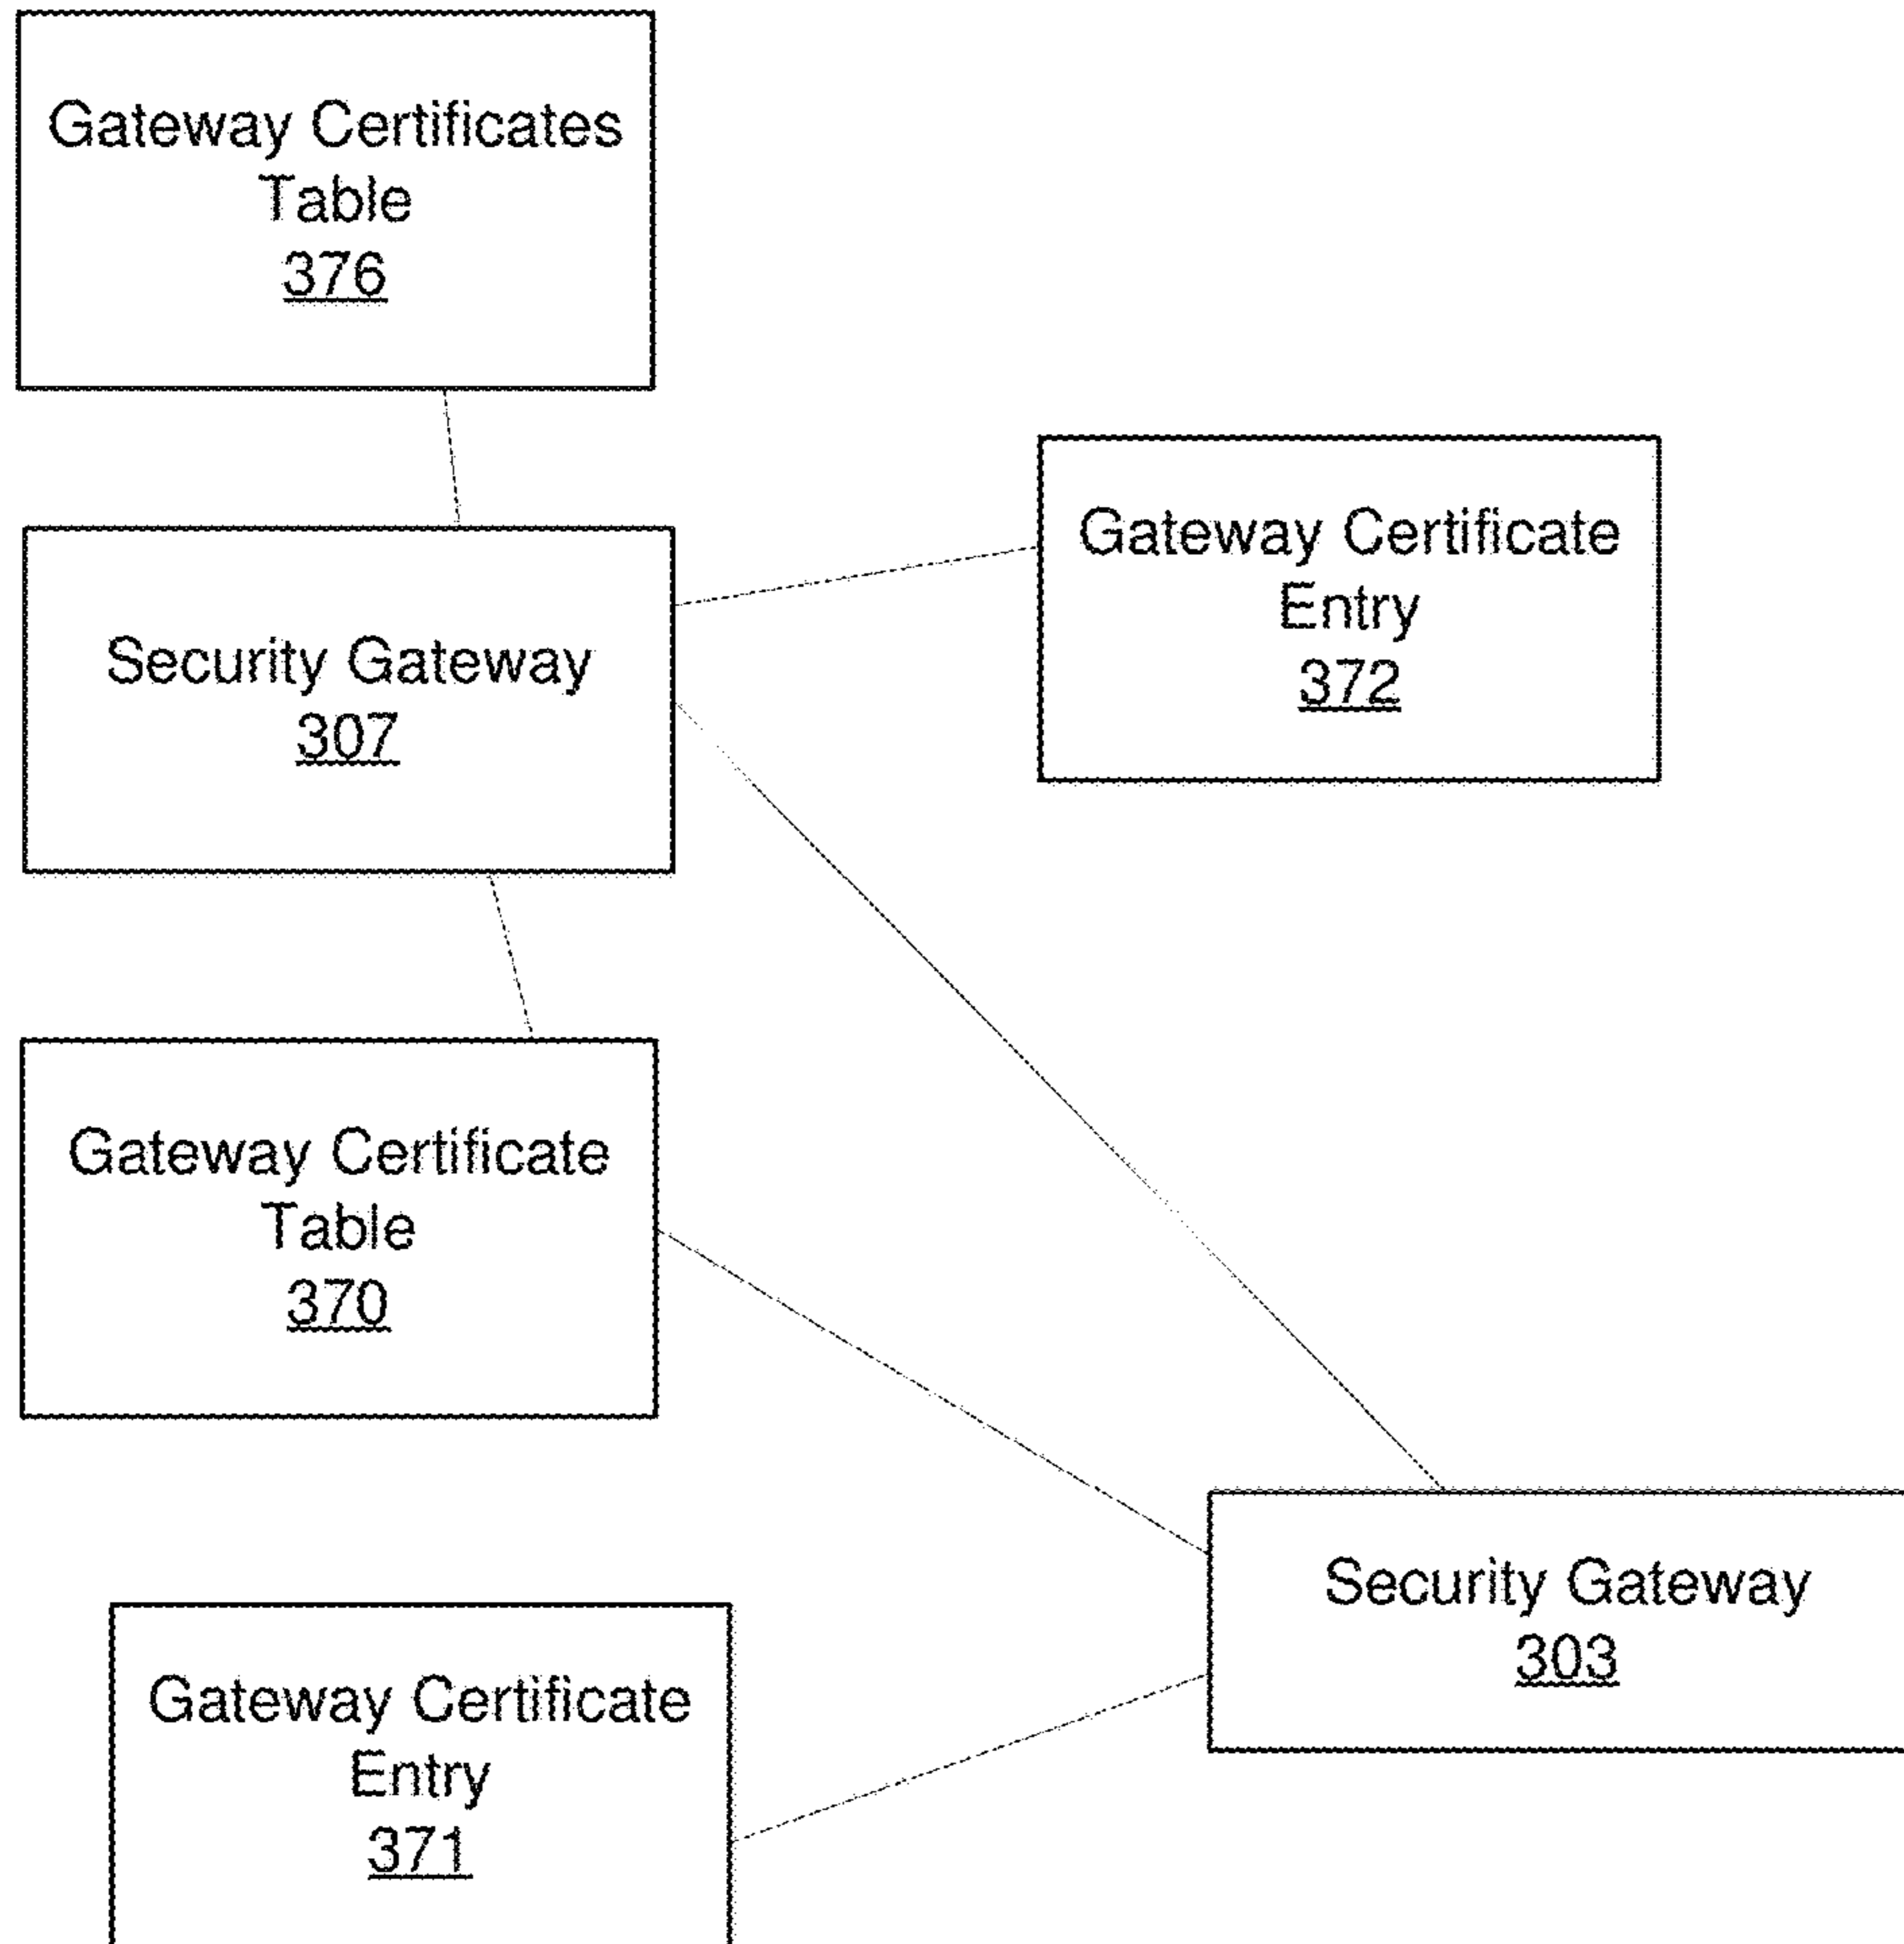 Gateway Certificates
Table
376
Gateway Certificate
Entry
372
Security Gateway
307
Gateway Certificate
Table
370
Security Gateway
303
Gateway Certificate
Entry
371